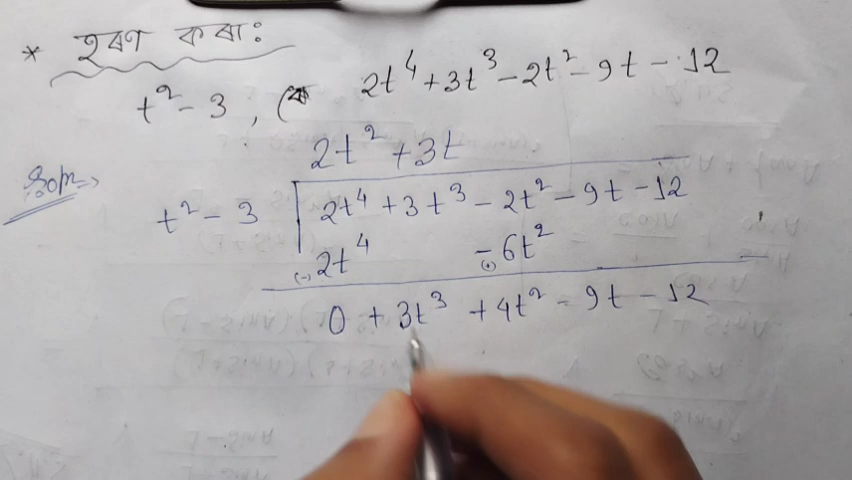 * হৰণ কৰা:
t² - 3, (ক 2t⁴ + 3t³ - 2t² - 9t - 12
2t² + 3t
Solⁿ⇒ t² - 3 2t⁴ + 3t³ - 2t² - 9t - 12
(-) 2t⁴ - 6t²
(+)
0 + 3t³ + 4t² - 9t - 12